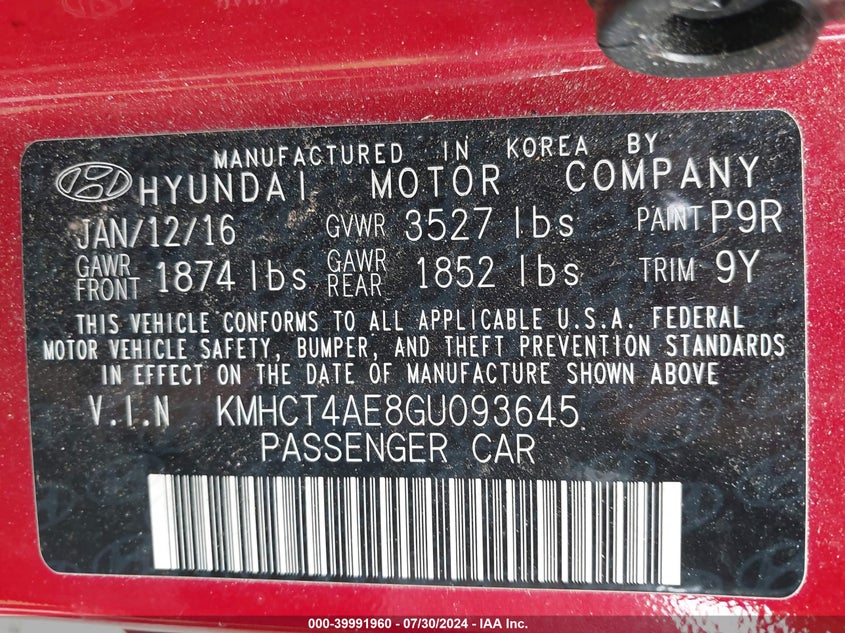 MANUFACTURED IN KOREA BY
HYUNDAI MOTOR COMPANY
JAN/12/16 GVWR 3527 lbs PAINT P9R
GAWR FRONT 1874 lbs GAWR REAR 1852 lbs TRIM 9Y
THIS VEHICLE CONFORMS TO ALL APPLICABLE U.S.A. FEDERAL
MOTOR VEHICLE SAFETY, BUMPER, AND THEFT PREVENTION STANDARDS
IN EFFECT ON THE DATE OF MANUFACTURE SHOWN ABOVE
V.I.N KMHCT4AE8GU093645
PASSENGER CAR
000-39991960 - 07/30/2024 - IAA Inc.